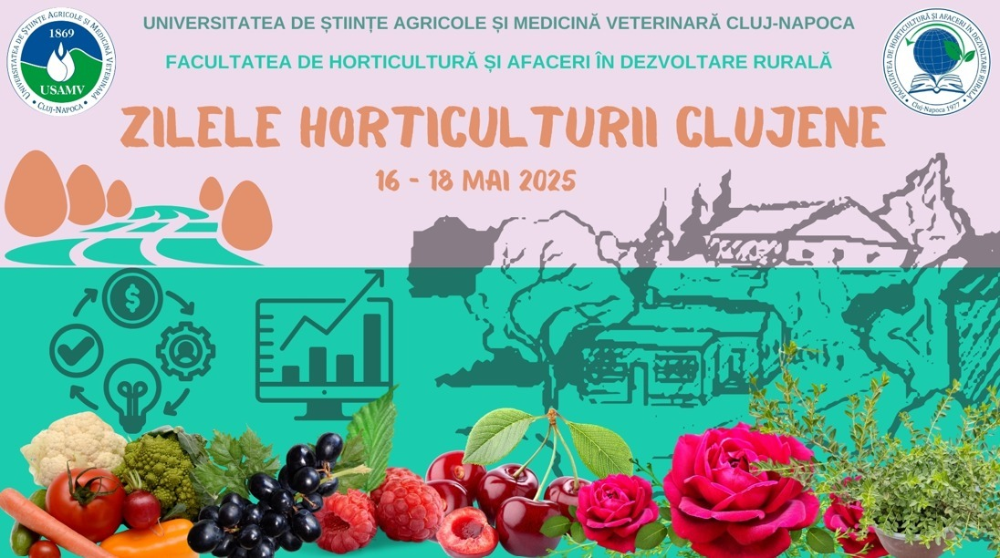 UNIVERSITATEA DE ȘTIINȚE AGRICOLE ȘI MEDICINĂ VETERINARĂ CLUJ-NAPOCA
FACULTATEA DE HORTICULTURĂ ȘI AFACERI ÎN DEZVOLTARE RURALĂ
ZILELE HORTICULTURII CLUJENE
16 - 18 MAI 2025
UNIVERSITATEA DE ȘTIINȚE AGRICOLE ȘI MEDICINĂ VETERINARĂ
1869
USAMV
• CLUJ-NAPOCA •
FACULTATEA DE HORTICULTURĂ ȘI AFACERI ÎN DEZVOLTARE RURALĂ
• Cluj-Napoca 1977 •
$